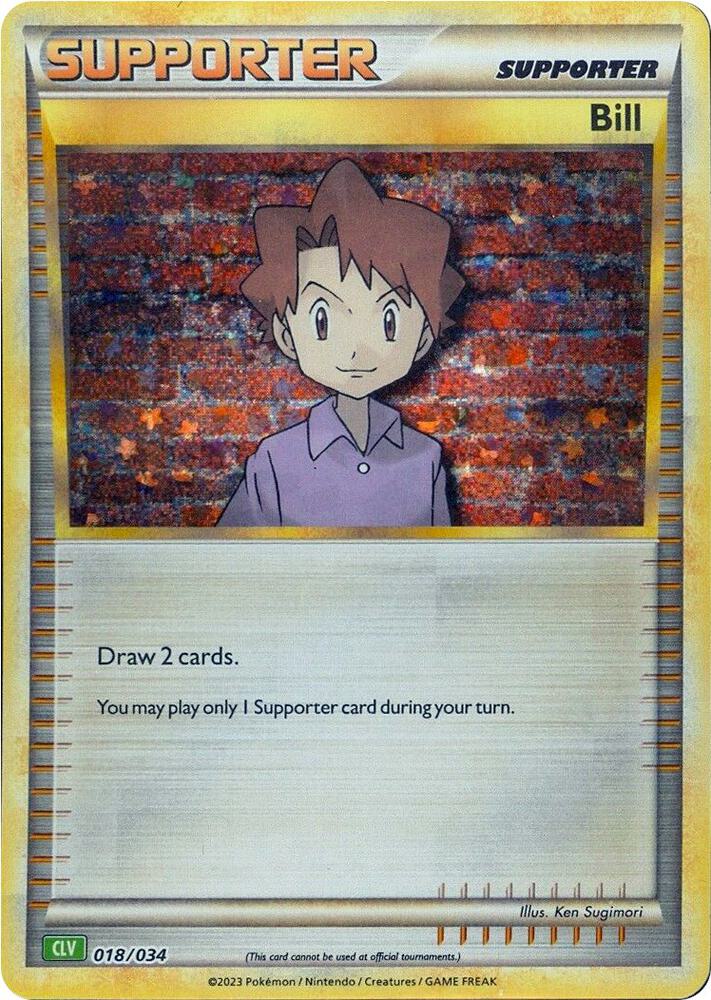 SUPPORTER
SUPPORTER
Bill
Draw 2 cards.
You may play only 1 Supporter card during your turn.
Illus. Ken Sugimori
CLV 018/034
(This card cannot be used at official tournaments.)
©2023 Pokémon / Nintendo / Creatures / GAME FREAK